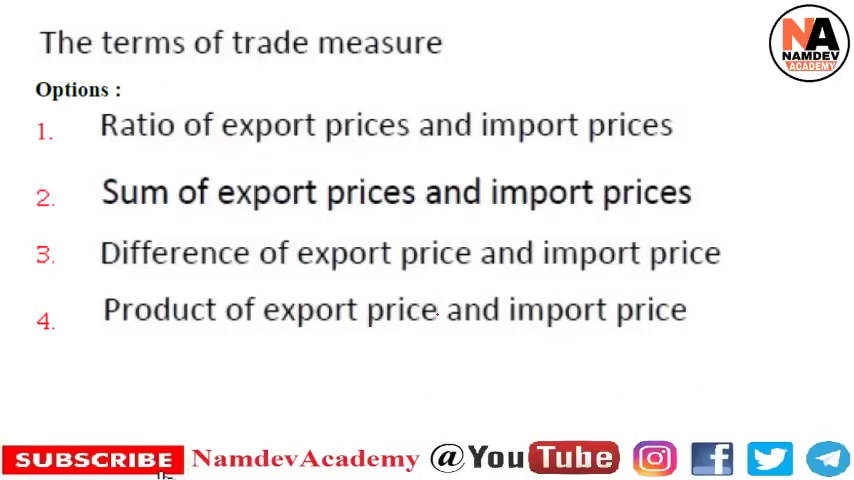 The terms of trade measure
NA
NAMDEV
ACADEMY
Options :
1. Ratio of export prices and import prices
2. Sum of export prices and import prices
3. Difference of export price and import price
4. Product of export price and import price
SUBSCRIBE NamdevAcademy @YouTube